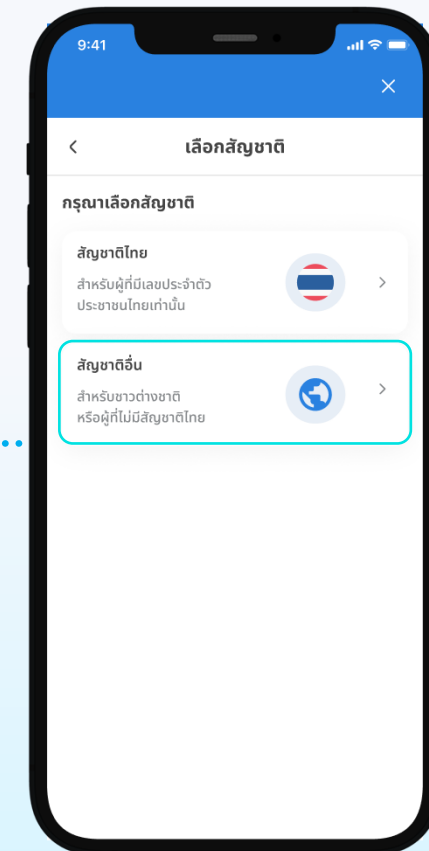 9:41
เลือกสัญชาติ
กรุณาเลือกสัญชาติ
สัญชาติไทย
สำหรับผู้ที่มีเลขประจำตัว
ประชาชนไทยเท่านั้น
สัญชาติอื่น
สำหรับชาวต่างชาติ
หรือผู้ที่ไม่มีสัญชาติไทย